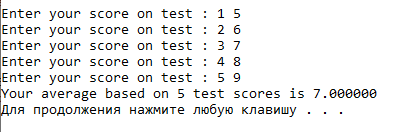 Enter your score on test : 1 5
Enter your score on test : 2 6
Enter your score on test : 3 7
Enter your score on test : 4 8
Enter your score on test : 5 9
Your average based on 5 test scores is 7.000000
Для продолжения нажмите любую клавишу . . .